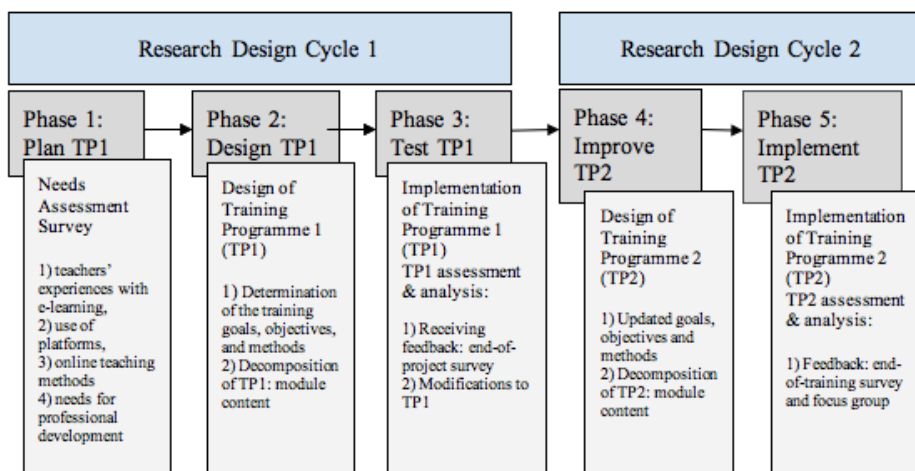 Research Design Cycle 1
Research Design Cycle 2
Phase 1:
Plan TP1
Needs
Assessment
Survey
1) teachers'
experiences with
e-learning,
2) use of
platforms,
3) online teaching
methods
4) needs for
professional
development
Phase 2:
Design TP1
Design of
Training
Programme 1
(TP1)
1) Determination
of the training
goals, objectives,
and methods
2) Decomposition
of TP1: module
content
Phase 3:
Test TP1
Implementation
of Training
Programme 1
(TP1)
TP1 assessment
& analysis:
1) Receiving
feedback: end-of-
project survey
2) Modifications to
TP1
Phase 4:
Improve
TP2
Design of
Training
Programme 2
(TP2)
1) Updated goals,
objectives and
methods
2) Decomposition
of TP2: module
content
Phase 5:
Implement
TP2
Implementation
of Training
Programme 2
(TP2)
TP2 assessment
& analysis:
1) Feedback: end-
of-training survey
and focus group